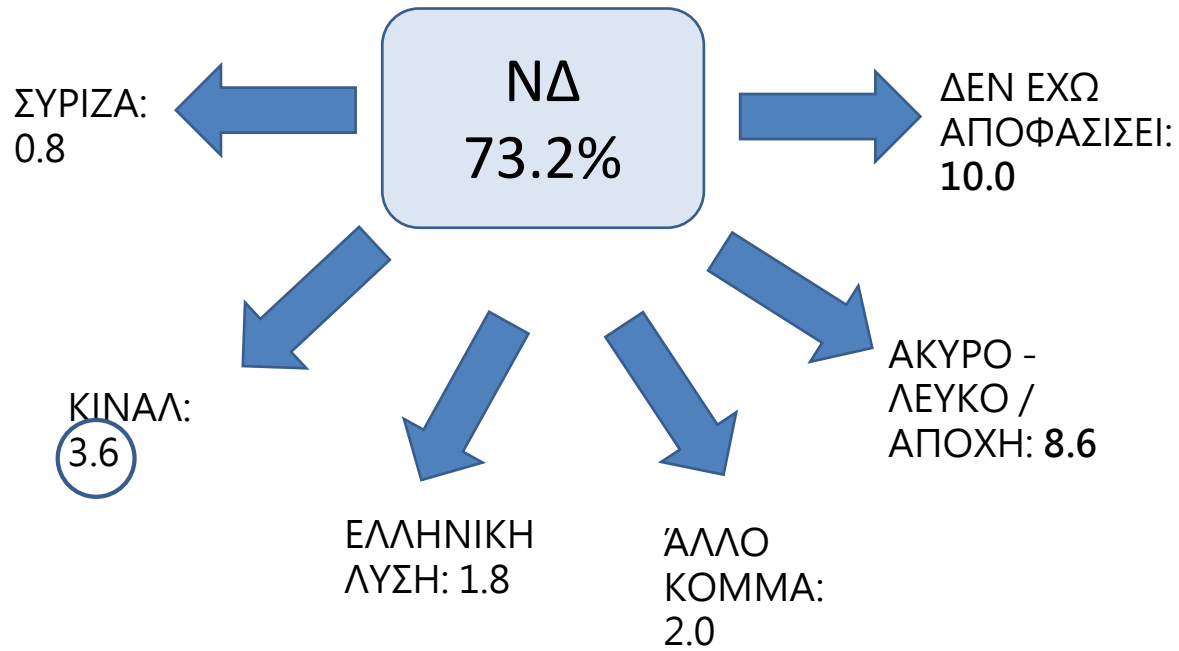 ΝΔ
73.2%
ΣΥΡΙΖΑ:
0.8
ΔΕΝ ΕΧΩ
ΑΠΟΦΑΣΙΣΕΙ:
10.0
ΚΙΝΑΛ:
3.6
ΕΛΛΗΝΙΚΗ
ΛΥΣΗ: 1.8
ΆΛΛΟ
ΚΟΜΜΑ:
2.0
ΑΚΥΡΟ -
ΛΕΥΚΟ /
ΑΠΟΧΗ: 8.6